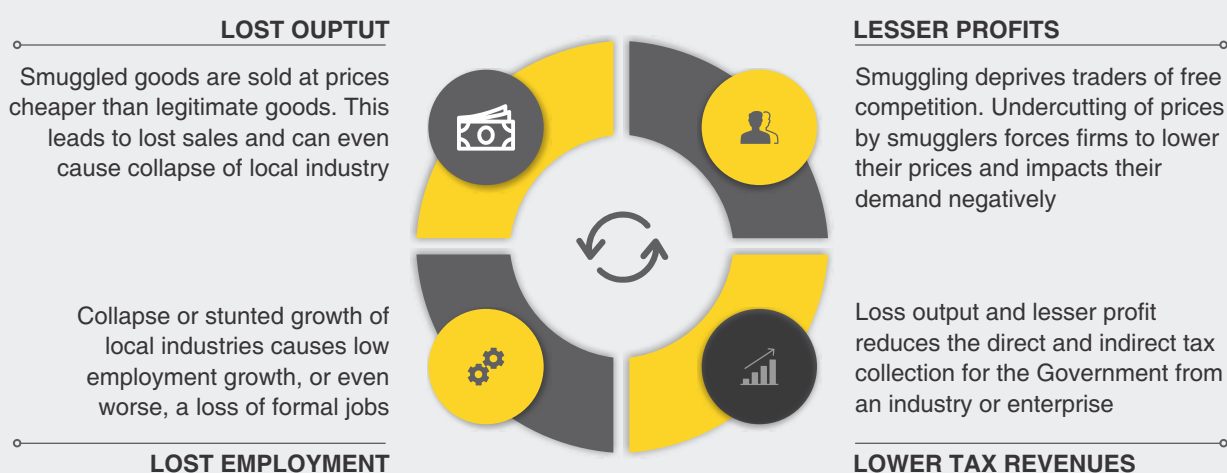 LOST OUPTUT
Smuggled goods are sold at prices
cheaper than legitimate goods. This
leads to lost sales and can even
cause collapse of local industry
LESSER PROFITS
Smuggling deprives traders of free
competition. Undercutting of prices
by smugglers forces firms to lower
their prices and impacts their
demand negatively
Collapse or stunted growth of
local industries causes low
employment growth, or even
worse, a loss of formal jobs
LOST EMPLOYMENT
Loss output and lesser profit
reduces the direct and indirect tax
collection for the Government from
an industry or enterprise
LOWER TAX REVENUES